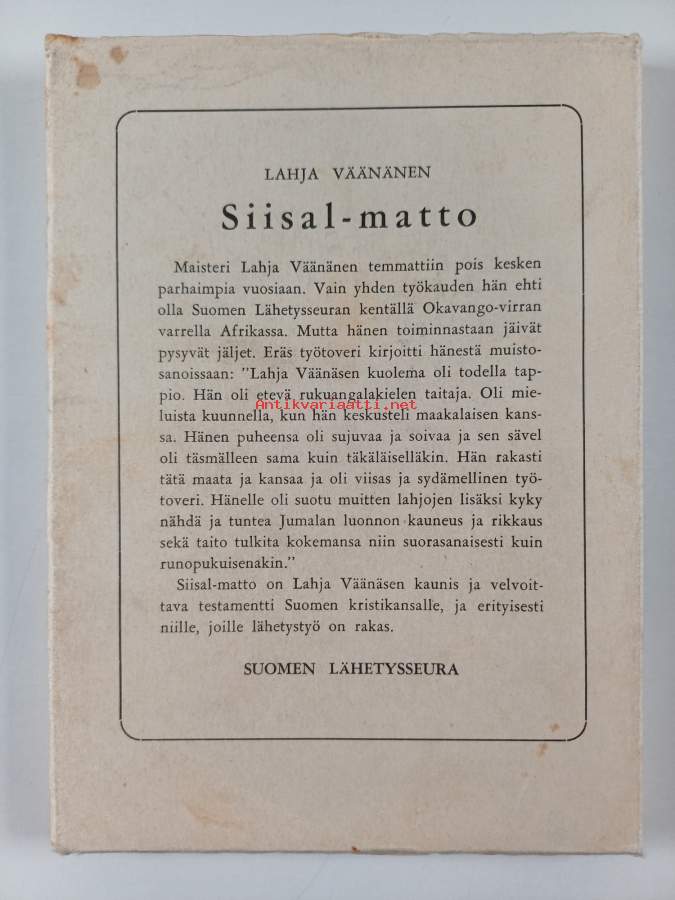 LAHJA VÄÄNÄNEN
Siisal-matto
Maisteri Lahja Väänänen temmattiin pois kesken
parhaimpia vuosiaan. Vain yhden työkauden hän ehti
olla Suomen Lähetysseuran kentällä Okavango-virran
varrella Afrikassa. Mutta hänen toiminnastaan jäivät
pysyvät jäljet. Eräs työtoveri kirjoitti hänestä muisto-
sanoissaan: ”Lahja Väänäsen kuolema oli todella tap-
pio. Hän oli etevä rukuangalakielen taitaja. Oli mie-
Antikvariaatti.net
luista kuunnella, kun hän keskusteli maakalaisen kans-
sa. Hänen puheensa oli sujuvaa ja soivaa ja sen sävel
oli täsmälleen sama kuin täkäläiselläkin. Hän rakasti
tätä maata ja kansaa ja oli viisas ja sydämellinen työ-
toveri. Hänelle oli suotu muitten lahjojen lisäksi kyky
nähdä ja tuntea Jumalan luonnon kauneus ja rikkaus
sekä taito tulkita kokemansa niin suorasanaisesti kuin
runopukuisenakin.”
Siisal-matto on Lahja Väänäsen kaunis ja velvoit-
tava testamentti Suomen kristikansalle, ja erityisesti
niille, joille lähetystyö on rakas.
SUOMEN LÄHETYSSEURA